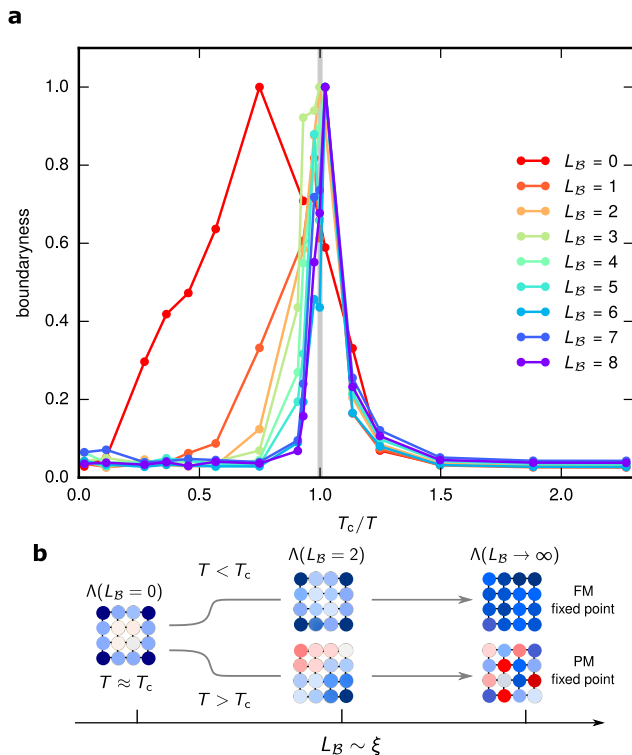 a
boundaryness
1.0
0.8
0.6
0.4
0.2
0.0
0.0
0.5
1.0
1.5
2.0
T_c/T
L_ℬ = 0
L_ℬ = 1
L_ℬ = 2
L_ℬ = 3
L_ℬ = 4
L_ℬ = 5
L_ℬ = 6
L_ℬ = 7
L_ℬ = 8
b
Λ(L_ℬ = 0)
T ≈ T_c
T < T_c
T > T_c
Λ(L_ℬ = 2)
Λ(L_ℬ → ∞)
FM
fixed point
PM
fixed point
L_ℬ ∼ ξ